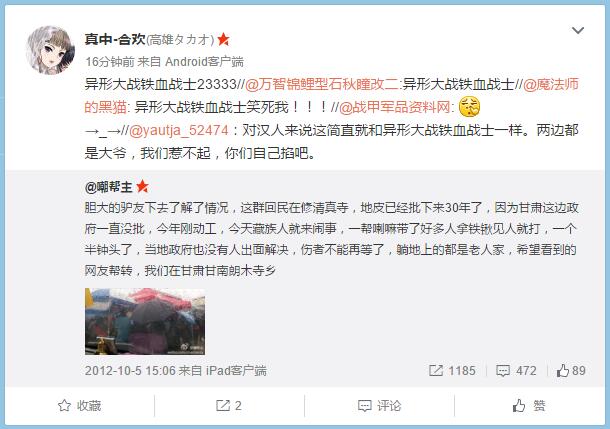 真中-合欢(高雄タカオ)
16分钟前 来自 Android客户端
异形大战铁血战士23333//@万智锦鲤型石秋瞳改二:异形大战铁血战士//@魔法师
的黑猫: 异形大战铁血战士笑死我！！！//@战甲军品资料网:
→_→//@yautja_52474：对汉人来说这简直就和异形大战铁血战士一样。两边都
是大爷，我们惹不起，你们自己掐吧。
@嘲帮主
胆大的驴友下去了解了情况，这群回民在修清真寺，地皮已经批下来30年了，因为甘肃这边政
府一直没批，今年刚动工，今天藏族人就来闹事，一帮喇嘛带了好多人拿铁锹见人就打，一个
半钟头了，当地政府也没有人出面解决，伤者不能再等了，躺地上的都是老人家，希望看到的
网友帮转，我们在甘肃甘南朗木寺乡
2012-10-5 15:06 来自 iPad客户端
1185
472
89
收藏
2
评论
赞